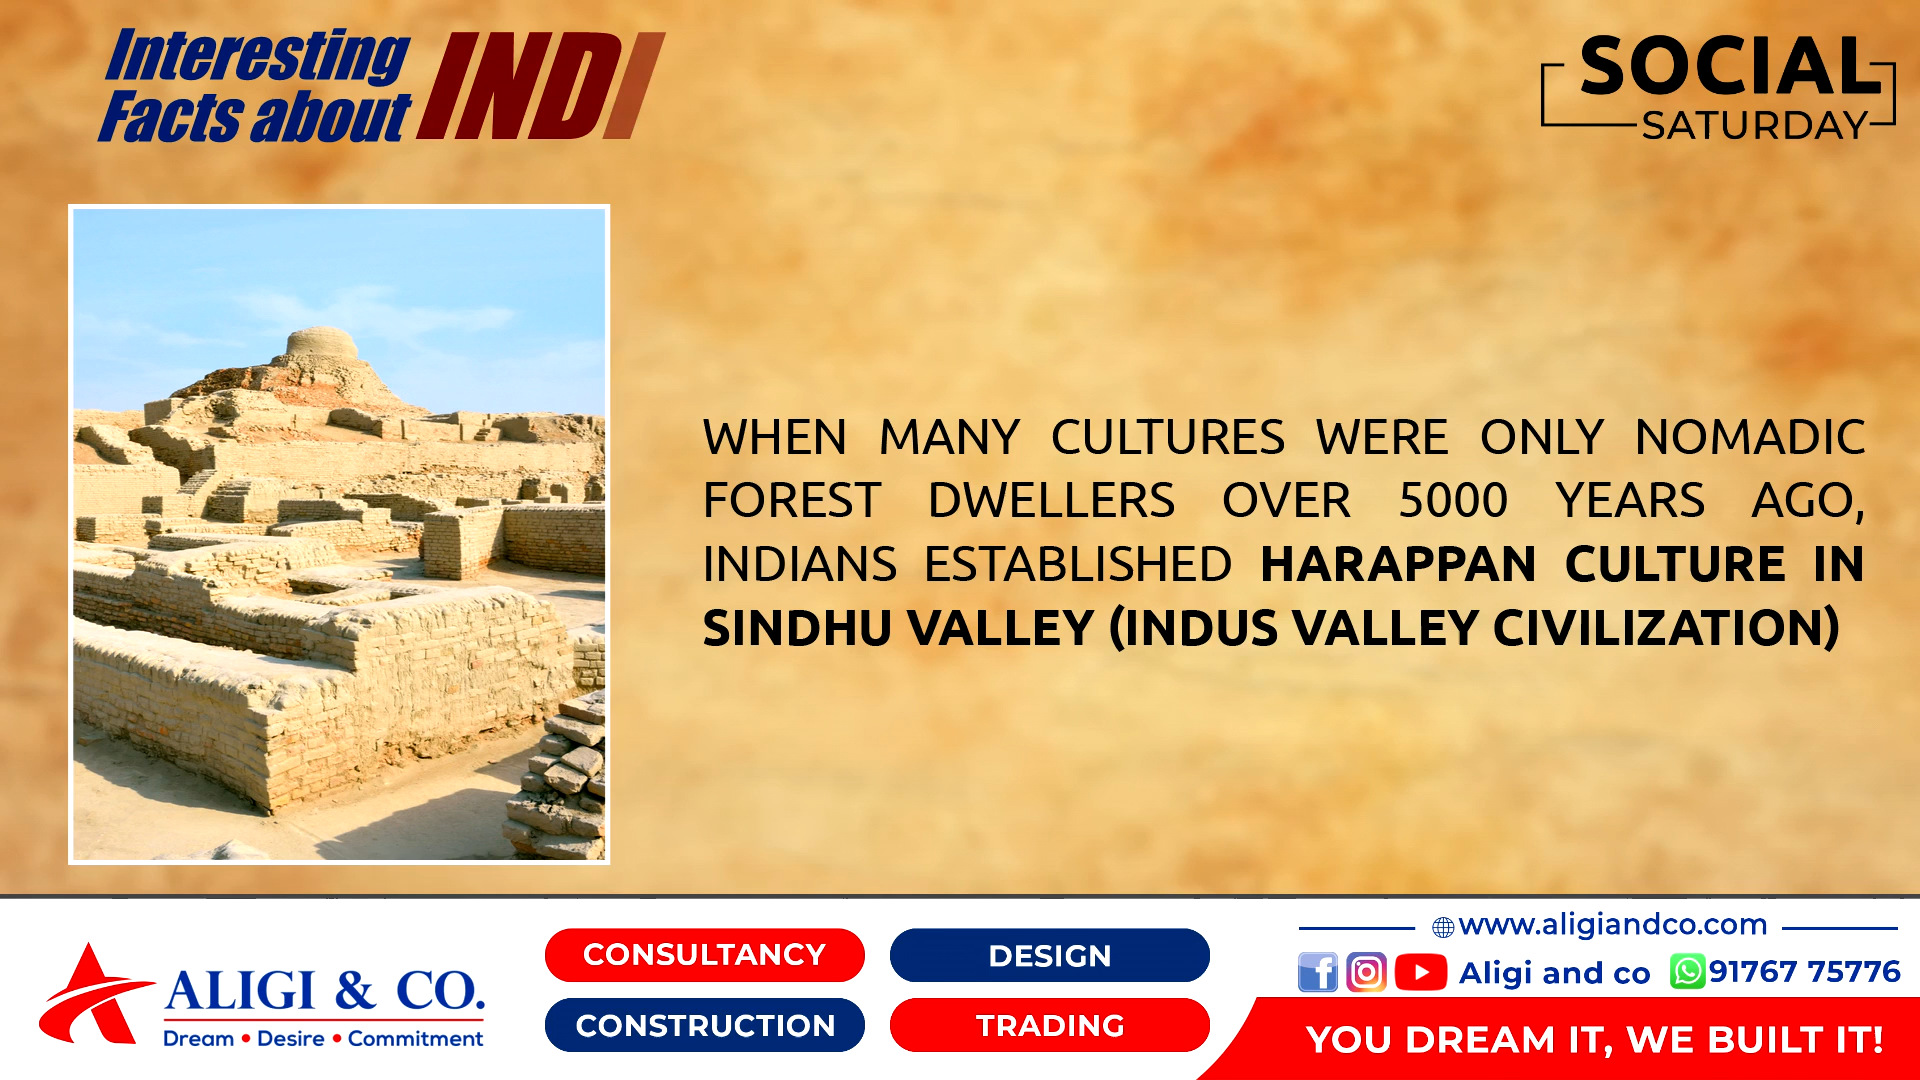 Interesting
Facts about INDI
SOCIAL
SATURDAY
WHEN MANY CULTURES WERE ONLY NOMADIC
FOREST DWELLERS OVER 5000 YEARS AGO,
INDIANS ESTABLISHED HARAPPAN CULTURE IN
SINDHU VALLEY (INDUS VALLEY CIVILIZATION)
ALIGI & CO.
Dream • Desire • Commitment
CONSULTANCY
DESIGN
CONSTRUCTION
TRADING
www.aligiandco.com
Aligi and co
91767 75776
YOU DREAM IT, WE BUILT IT!